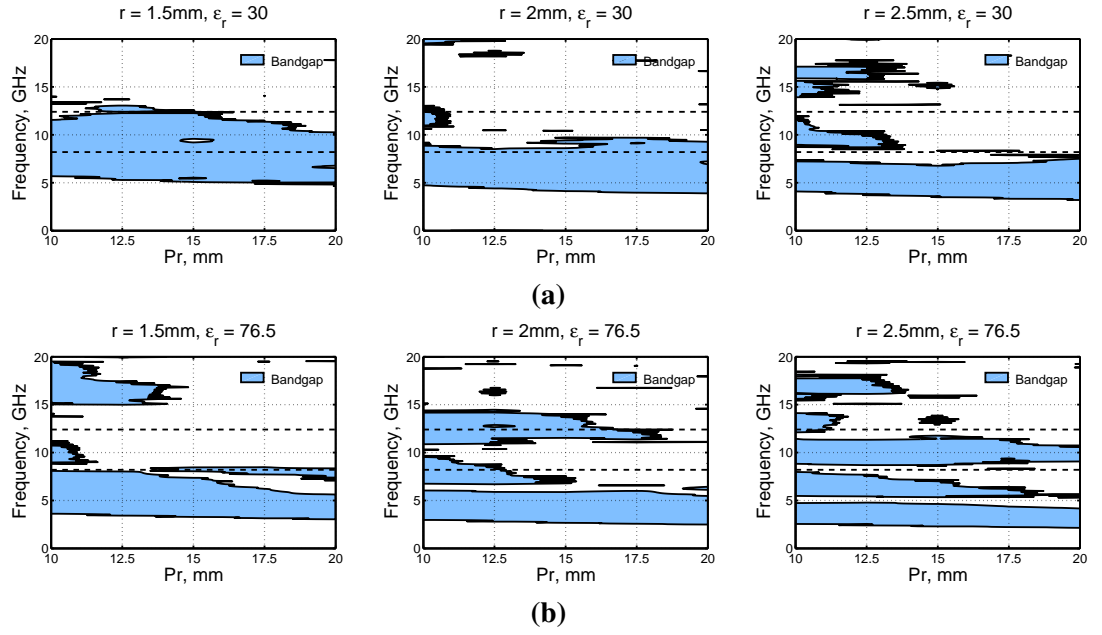 r = 1.5mm, εr = 30
r = 2mm, εr = 30
r = 2.5mm, εr = 30
Frequency, GHz
20
15
10
5
0
Bandgap
10
12.5
15
17.5
20
Pr, mm
Frequency, GHz
20
15
10
5
0
Bandgap
10
12.5
15
17.5
20
Pr, mm
Frequency, GHz
20
15
10
5
0
Bandgap
10
12.5
15
17.5
20
Pr, mm
(a)
r = 1.5mm, εr = 76.5
r = 2mm, εr = 76.5
r = 2.5mm, εr = 76.5
Frequency, GHz
20
15
10
5
0
Bandgap
10
12.5
15
17.5
20
Pr, mm
Frequency, GHz
20
15
10
5
0
Bandgap
10
12.5
15
17.5
20
Pr, mm
Frequency, GHz
20
15
10
5
0
Bandgap
10
12.5
15
17.5
20
Pr, mm
(b)